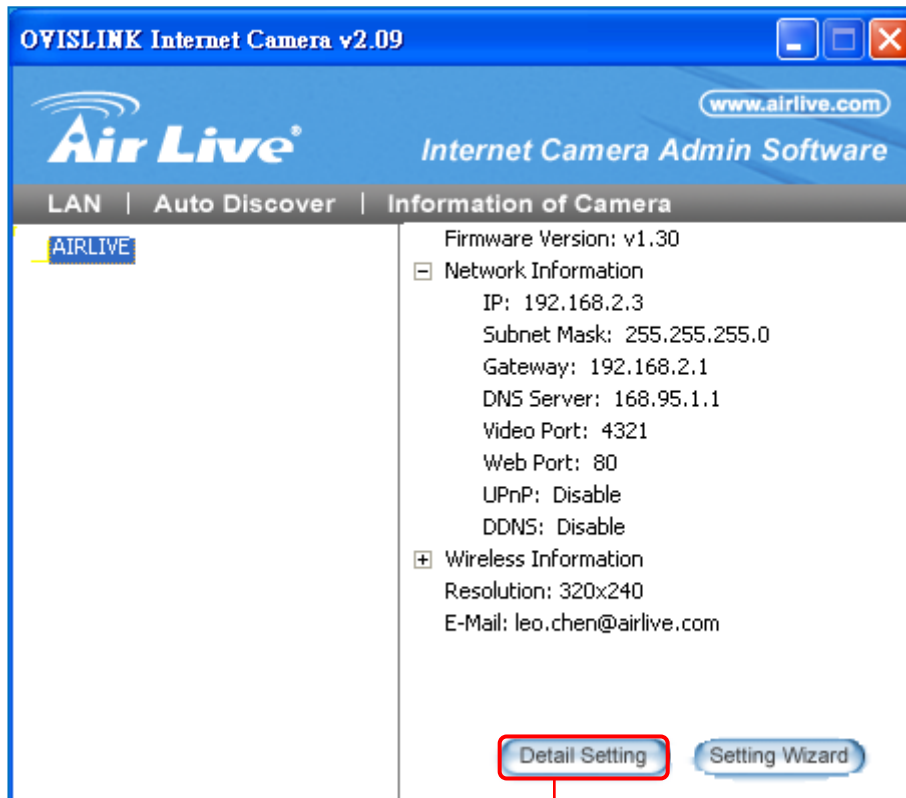 OVISLINK Internet Camera v2.09
www.airlive.com
Air Live®
Internet Camera Admin Software
LAN | Auto Discover | Information of Camera
AIRLIVE
Firmware Version: v1.30
Network Information
IP: 192.168.2.3
Subnet Mask: 255.255.255.0
Gateway: 192.168.2.1
DNS Server: 168.95.1.1
Video Port: 4321
Web Port: 80
UPnP: Disable
DDNS: Disable
Wireless Information
Resolution: 320x240
E-Mail: leo.chen@airlive.com
Detail Setting Setting Wizard